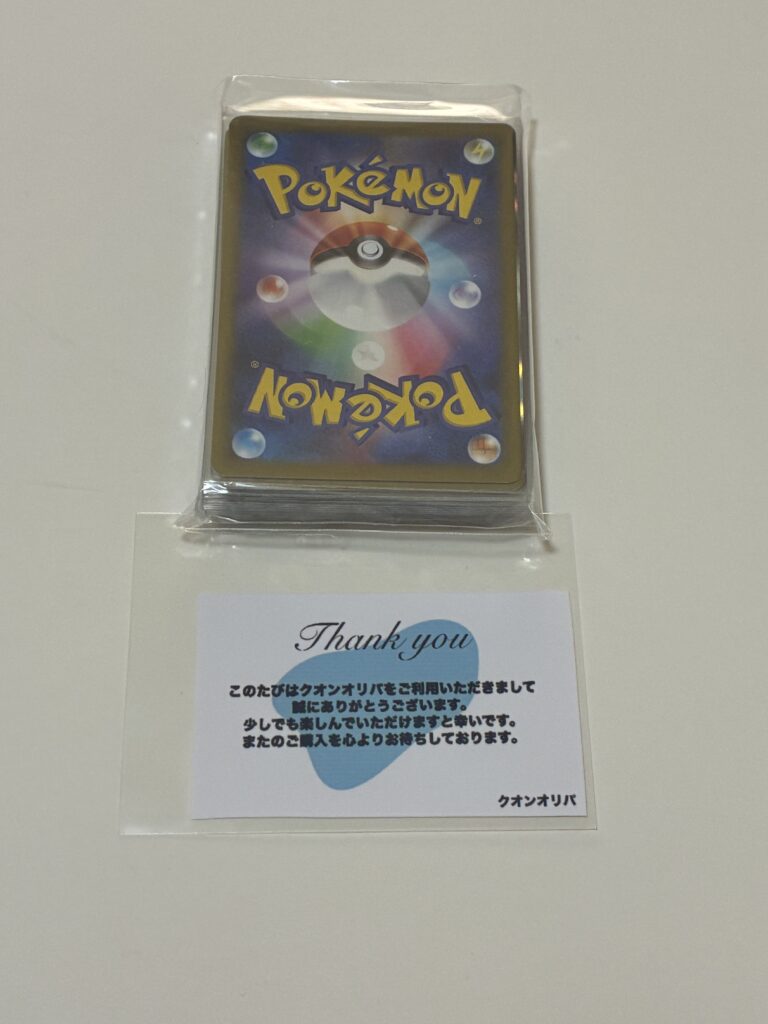 POKéMON®
POKéMON®
Thank you
このたびはクオンオリパをご利用いただきまして
誠にありがとうございます。
少しでも楽しんでいただけますと幸いです。
またのご購入を心よりお待ちしております。
クオンオリパ